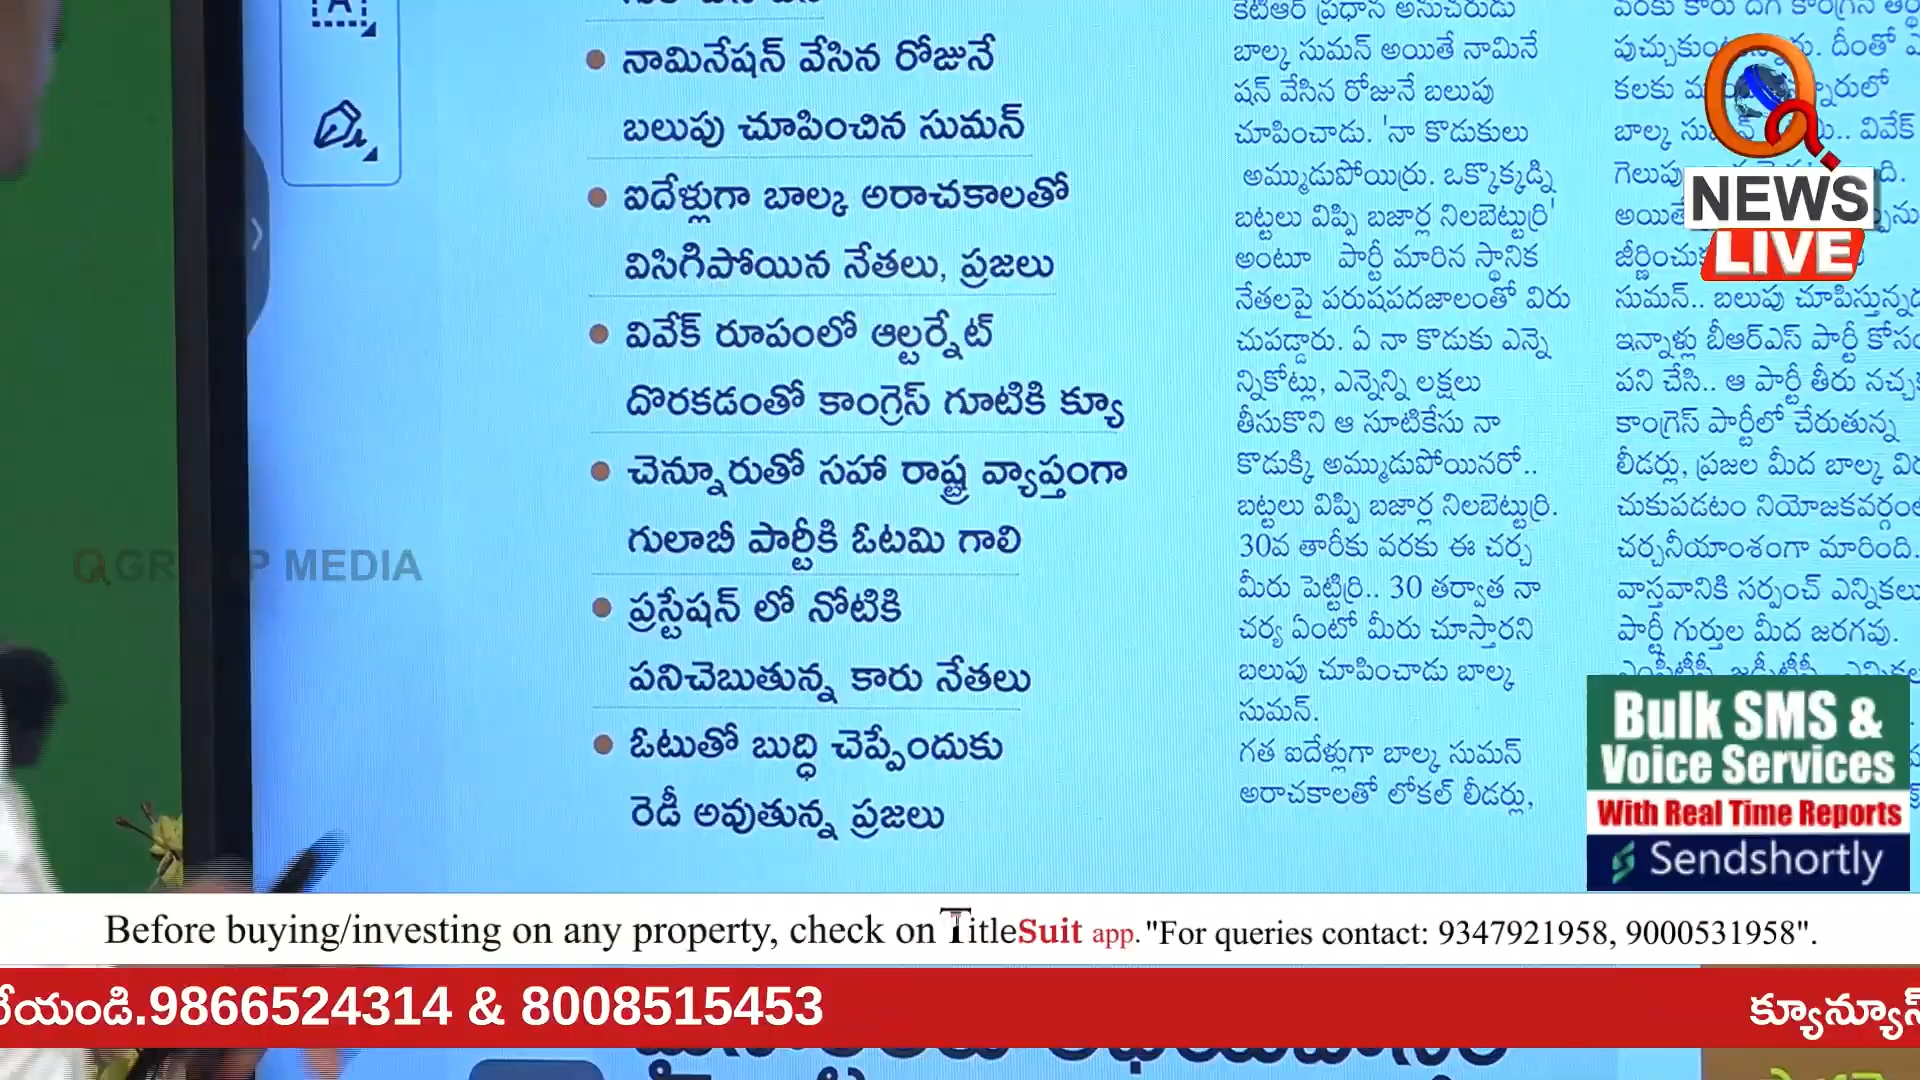 నామినేషన్ వేసిన రోజునే
బలుపు చూపించిన సుమన్
ఐదేళ్లుగా బాల్క అరాచకాలతో
విసిగిపోయిన నేతలు, ప్రజలు
వివేక్ రూపంలో ఆల్టర్నేట్
దొరకడంతో కాంగ్రెస్ గూటికి క్యూ
చెన్నూరుతో సహా రాష్ట్ర వ్యాప్తంగా
గులాబీ పార్టీకి ఓటమి గాలి
ప్రస్టేషన్ లో నోటికి
పనిచెబుతున్న కారు నేతలు
ఓటుతో బుద్ధి చెప్పేందుకు
రెడీ అవుతున్న ప్రజలు
కేటీఆర్ ప్రధాన అనుచరుడు
బాల్క సుమన్ అయితే నామినే
షన్ వేసిన రోజునే బలుపు
చూపించాడు. 'నా కొడుకులు
అమ్ముడుపోయిర్రు. ఒక్కొక్కడ్ని
బట్టలు విప్పి బజార్ల నిలబెట్టుర్రి'
అంటూ పార్టీ మారిన స్థానిక
నేతలపై పరుషపదజాలంతో విరు
చుపడ్డారు. ఏ నా కొడుకు ఎన్నె
న్నికోట్లు, ఎన్నెన్ని లక్షలు
తీసుకొని ఆ సూటికేసు నా
కొడుక్కి అమ్ముడుపోయినరో..
బట్టలు విప్పి బజార్ల నిలబెట్టుర్రి.
30వ తారీకు వరకు ఈ చర్చ
మీరు పెట్టిర్రి.. 30 తర్వాత నా
చర్య ఏంటో మీరు చూస్తారని
బలుపు చూపించాడు బాల్క
సుమన్.
గత ఐదేళ్లుగా బాల్క సుమన్
అరాచకాలతో లోకల్ లీడర్లు,
దీంతో
కలకు
బాల్క వివేక్
గెలుపు
సుమన్.. బలుపు
ఇన్నాళ్లు బీఆర్ఎస్ పార్టీ
పని చేసి.. ఆ పార్టీ తీరు
కాంగ్రెస్ పార్టీలో చేరుతున్న
లీడర్లు, ప్రజల మీద బాల్క
చుకుపడటం
చర్చనీయాంశంగా మారింది.
వాస్తవానికి సర్పంచ్
పార్టీ గుర్తుల మీద జరగవు.
Q
NEWS
LIVE
Q GROUP MEDIA
Bulk SMS &
Voice Services
With Real Time Reports
Sendshortly
Before buying/investing on any property, check on TitleSuit app. "For queries contact: 9347921958, 9000531958".
9866524314 & 8008515453